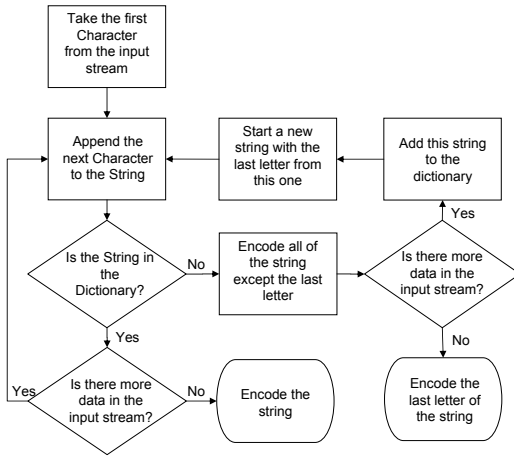 Take the first
Character
from the input
stream
Append the
next Character
to the String
Start a new
string with the
last letter from
this one
Add this string
to the
dictionary
Yes
Is the String in
the
Dictionary?
No
Encode all of
the string
except the last
letter
Is there more
data in the
input stream?
Yes
No
Yes
Is there more
data in the
input stream?
No
Encode the
string
Encode the
last letter of
the string